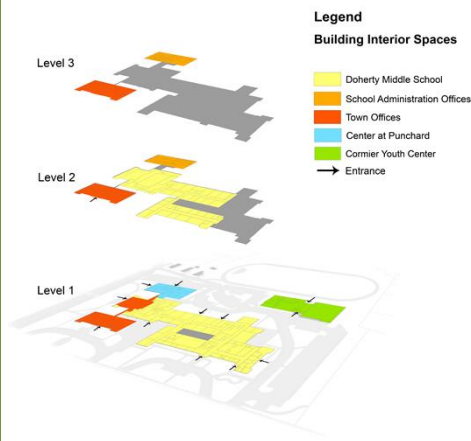 Legend
Building Interior Spaces
Doherty Middle School
School Administration Offices
Town Offices
Center at Punchard
Cormier Youth Center
Entrance
Level 3
Level 2
Level 1